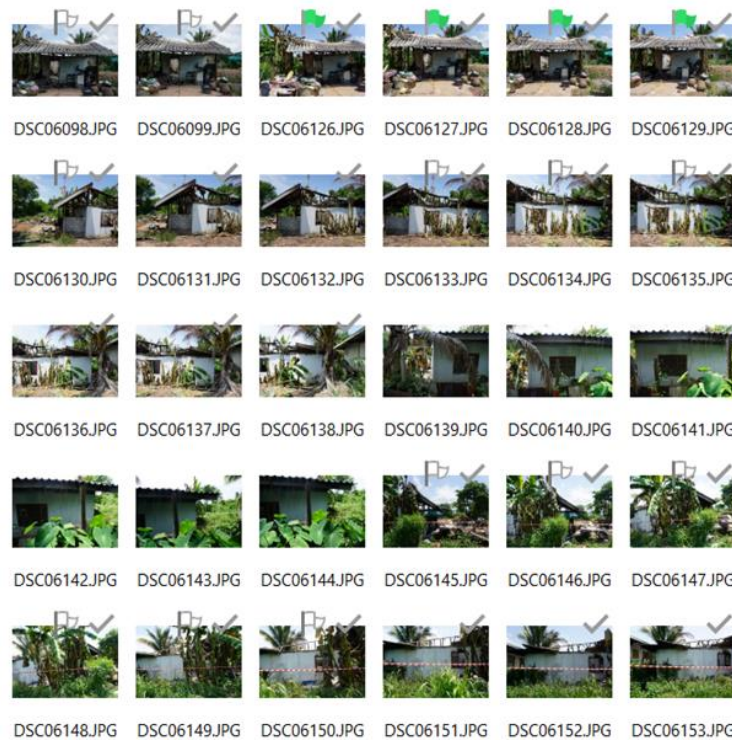 DSC06098.JPG DSC06099.JPG DSC06126.JPG DSC06127.JPG DSC06128.JPG DSC06129.JPG
DSC06130.JPG DSC06131.JPG DSC06132.JPG DSC06133.JPG DSC06134.JPG DSC06135.JPG
DSC06136.JPG DSC06137.JPG DSC06138.JPG DSC06139.JPG DSC06140.JPG DSC06141.JPG
DSC06142.JPG DSC06143.JPG DSC06144.JPG DSC06145.JPG DSC06146.JPG DSC06147.JPG
DSC06148.JPG DSC06149.JPG DSC06150.JPG DSC06151.JPG DSC06152.JPG DSC06153.JPG